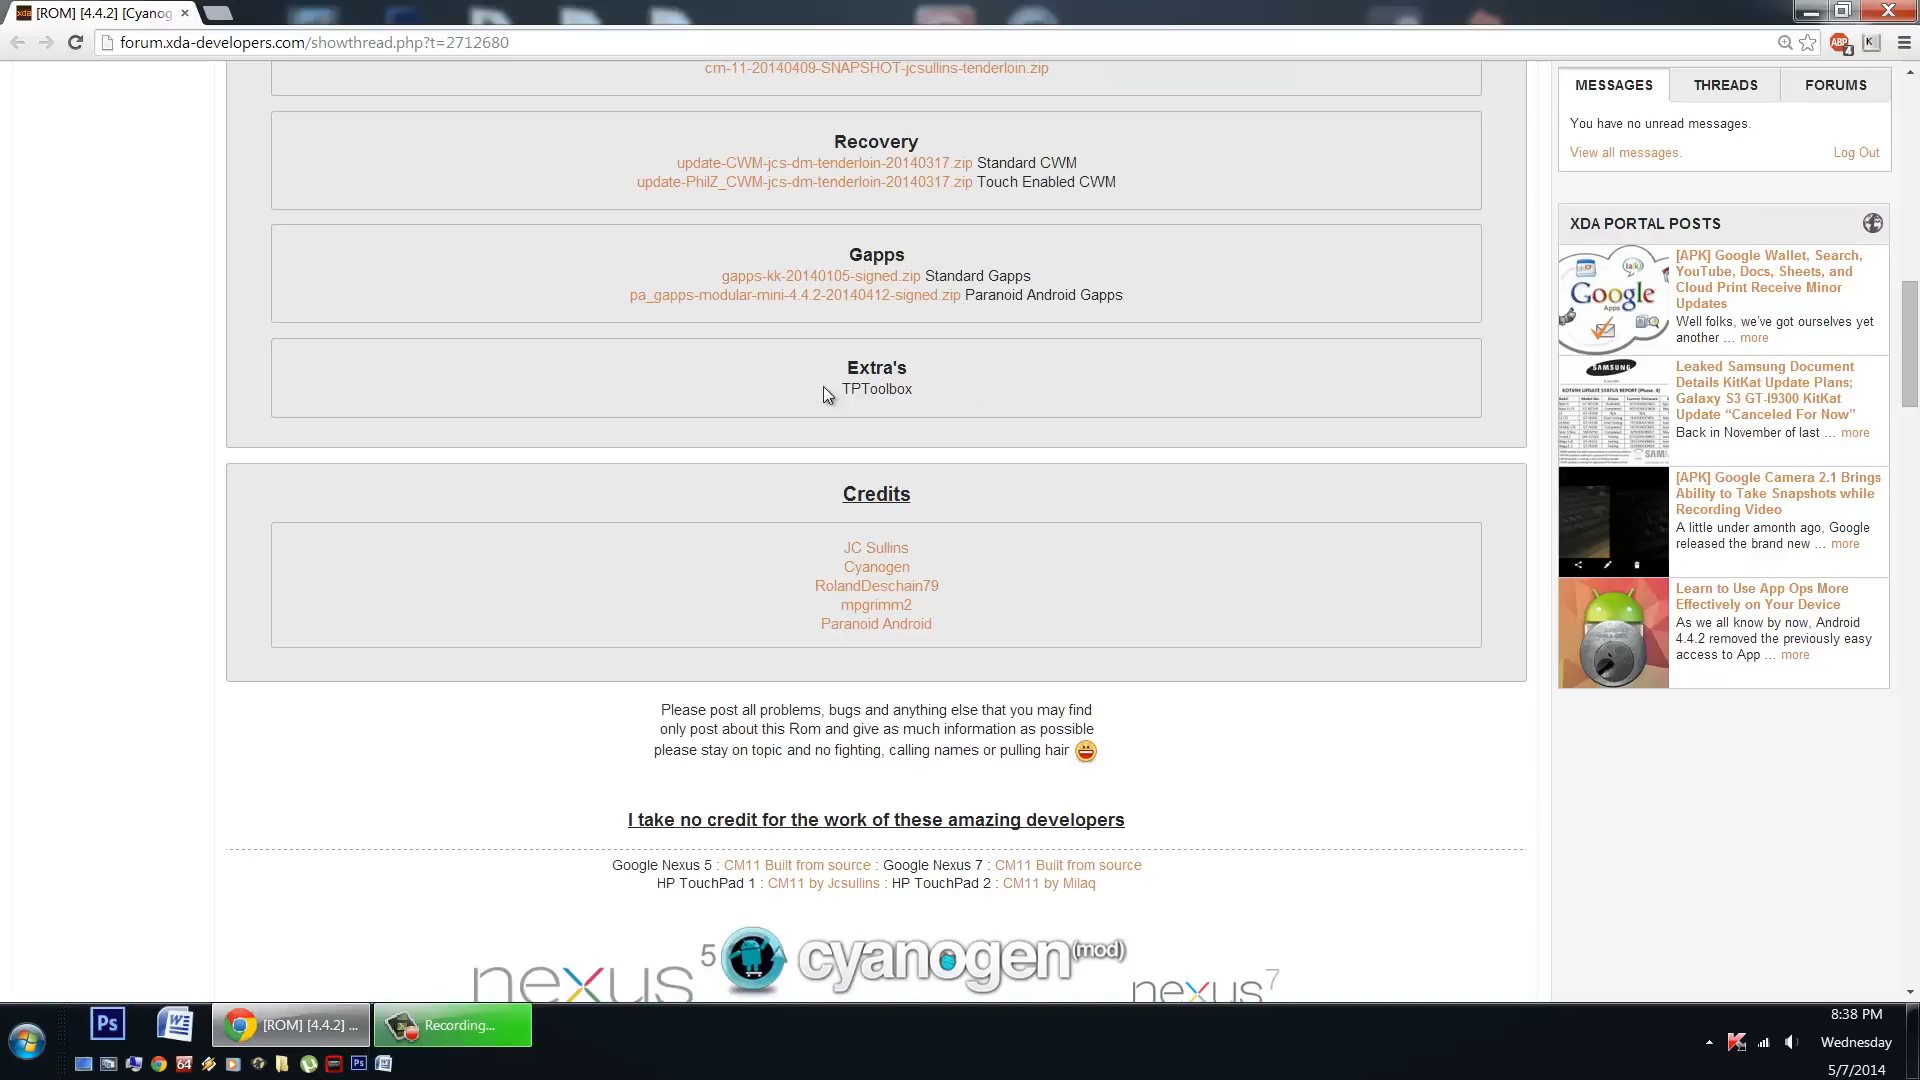 [ROM] [4.4.2] [Cyanog
forum.xda-developers.com/showthread.php?t=2712680
ABP
4
K
cm-11-20140409-SNAPSHOT-jcsullins-tenderloin.zip
Recovery
update-CWM-jcs-dm-tenderloin-20140317.zip Standard CWM
update-PhilZ_CWM-jcs-dm-tenderloin-20140317.zip Touch Enabled CWM
Gapps
gapps-kk-20140105-signed.zip Standard Gapps
pa_gapps-modular-mini-4.4.2-20140412-signed.zip Paranoid Android Gapps
Extra's
TPToolbox
Credits
JC Sullins
Cyanogen
RolandDeschain79
mpgrimm2
Paranoid Android
Please post all problems, bugs and anything else that you may find
only post about this Rom and give as much information as possible
please stay on topic and no fighting, calling names or pulling hair
I take no credit for the work of these amazing developers
Google Nexus 5 : CM11 Built from source : Google Nexus 7 : CM11 Built from source
HP TouchPad 1 : CM11 by Jcsullins : HP TouchPad 2 : CM11 by Milaq
nexus 5
cyanogen(mod)
nexus 7
MESSAGES THREADS FORUMS
You have no unread messages.
View all messages. Log Out
XDA PORTAL POSTS
talk
Google
Apps
[APK] Google Wallet, Search,
YouTube, Docs, Sheets, and
Cloud Print Receive Minor
Updates
Well folks, we've got ourselves yet
another ... more
SAMSUNG
Leaked Samsung Document
Details KitKat Update Plans;
Galaxy S3 GT-I9300 KitKat
Update “Canceled For Now”
Back in November of last ... more
[APK] Google Camera 2.1 Brings
Ability to Take Snapshots while
Recording Video
A little under amonth ago, Google
released the brand new ... more
Learn to Use App Ops More
Effectively on Your Device
As we all know by now, Android
4.4.2 removed the previously easy
access to App ... more
Ps
W
[ROM] [4.4.2] ...
Recording...
64
Ps
8:38 PM
Wednesday
5/7/2014